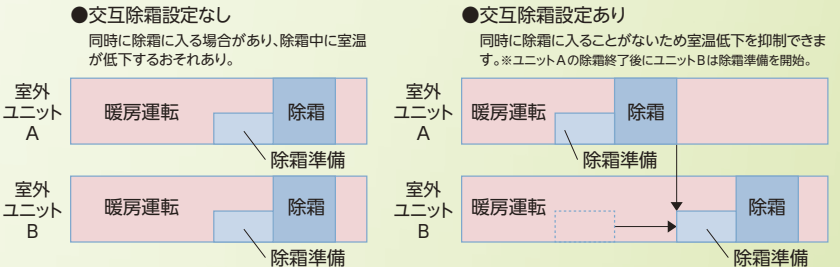 ●交互除霜設定なし
同時に除霜に入る場合があり、除霜中に室温
が低下するおそれあり。
室外
ユニット
A
暖房運転
除霜
除霜準備
室外
ユニット
B
暖房運転
除霜
除霜準備
●交互除霜設定あり
同時に除霜に入ることがないため室温低下を抑制できま
す。※ユニットAの除霜終了後にユニットBは除霜準備を開始。
室外
ユニット
A
暖房運転
除霜
除霜準備
室外
ユニット
B
暖房運転
除霜
除霜準備